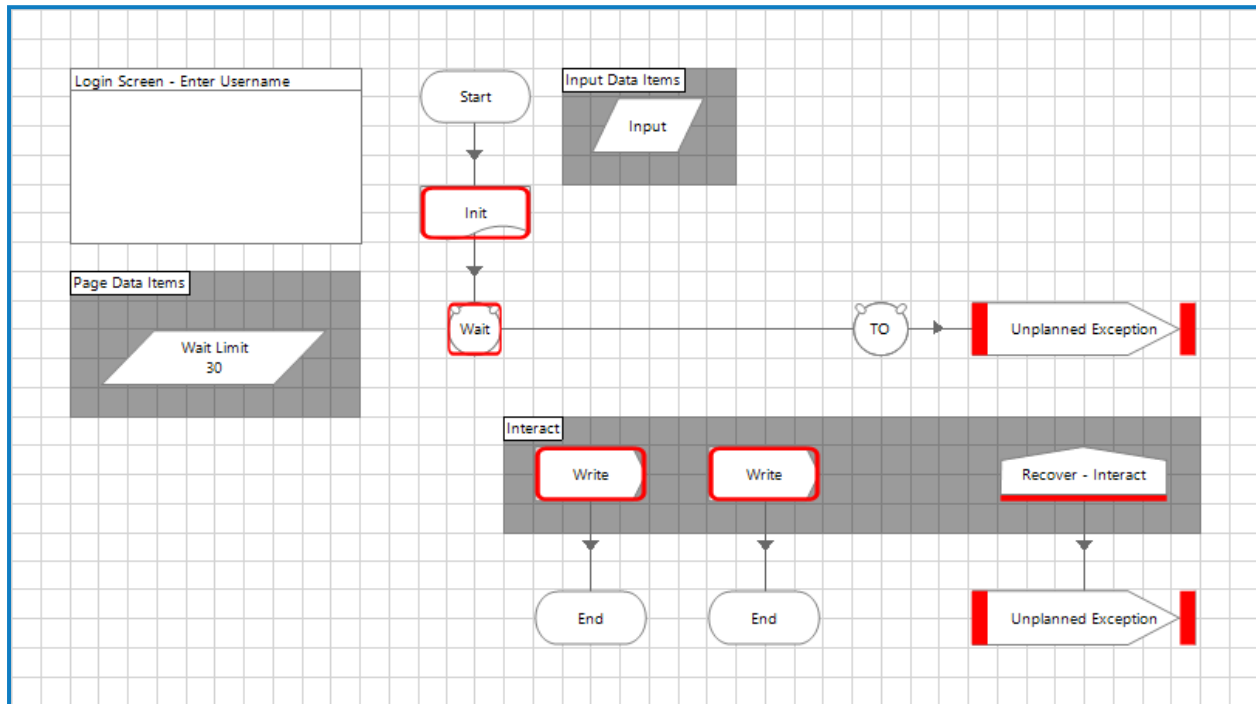 Login Screen - Enter Username
Start
Input Data Items
Input
Init
Page Data Items
Wait Limit
30
Wait
TO
Unplanned Exception
Interact
Write
Write
Recover - Interact
End
End
Unplanned Exception